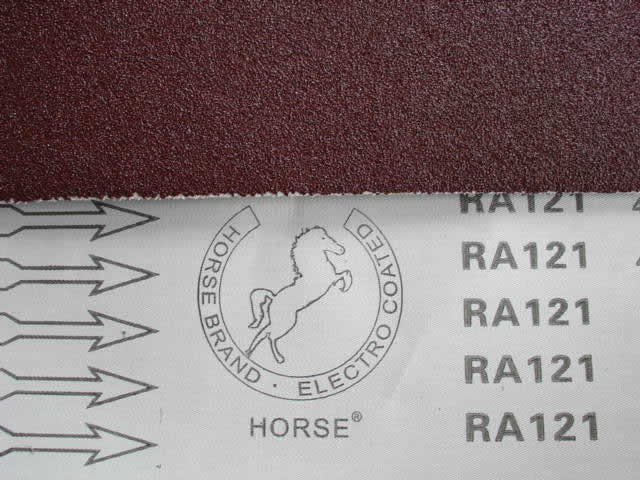 HORSE BRAND · ELECTRO COATED
HORSE®
RA121
RA121
RA121
RA121
RA121